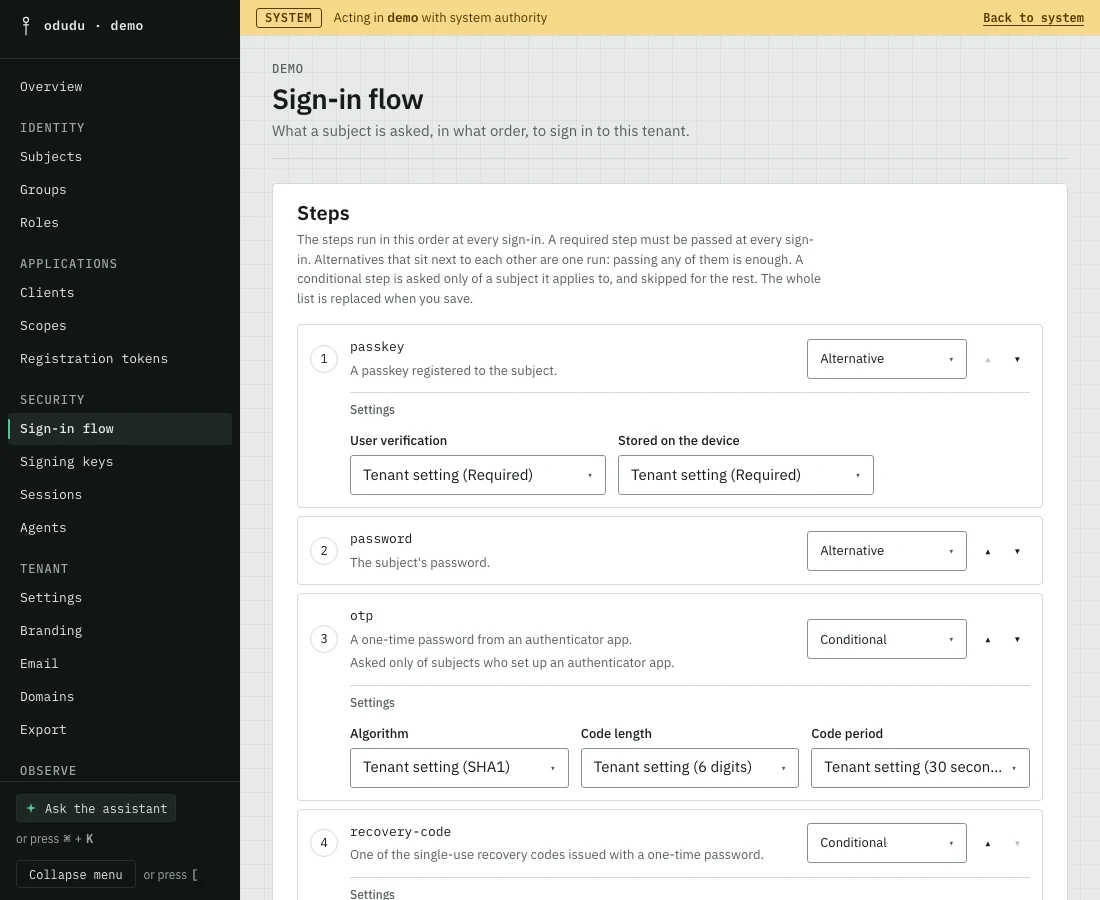 odudu · demo
SYSTEM Acting in demo with system authority Back to system
Overview
IDENTITY
Subjects
Groups
Roles
APPLICATIONS
Clients
Scopes
Registration tokens
SECURITY
Sign-in flow
Signing keys
Sessions
Agents
TENANT
Settings
Branding
Email
Domains
Export
OBSERVE
Ask the assistant
or press ⌘ + K
Collapse menu or press [
DEMO
Sign-in flow
What a subject is asked, in what order, to sign in to this tenant.
Steps
The steps run in this order at every sign-in. A required step must be passed at every sign-
in. Alternatives that sit next to each other are one run: passing any of them is enough. A
conditional step is asked only of a subject it applies to, and skipped for the rest. The whole
list is replaced when you save.
1 passkey Alternative
A passkey registered to the subject.
Settings
User verification Stored on the device
Tenant setting (Required) Tenant setting (Required)
2 password Alternative
The subject's password.
3 otp Conditional
A one-time password from an authenticator app.
Asked only of subjects who set up an authenticator app.
Settings
Algorithm Code length Code period
Tenant setting (SHA1) Tenant setting (6 digits) Tenant setting (30 secon...
4 recovery-code Conditional
One of the single-use recovery codes issued with a one-time password.
Settings